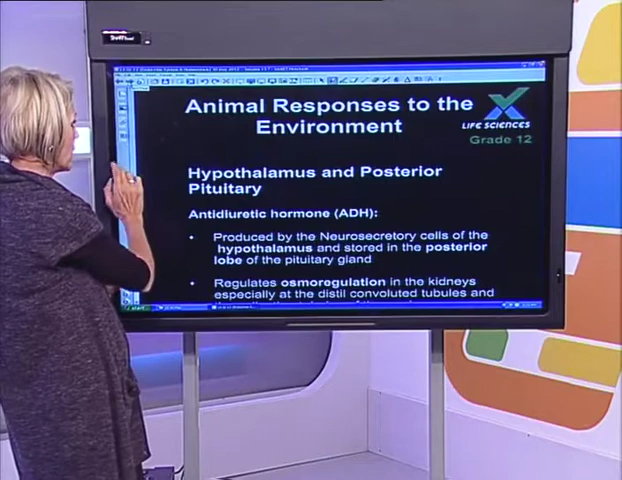 Animal Responses to the
Environment
LIFE SCIENCES
Grade 12
Hypothalamus and Posterior
Pituitary
Antidiuretic hormone (ADH):
• Produced by the Neurosecretory cells of the
hypothalamus and stored in the posterior
lobe of the pituitary gland
• Regulates osmoregulation in the kidneys
especially at the distil convoluted tubules and